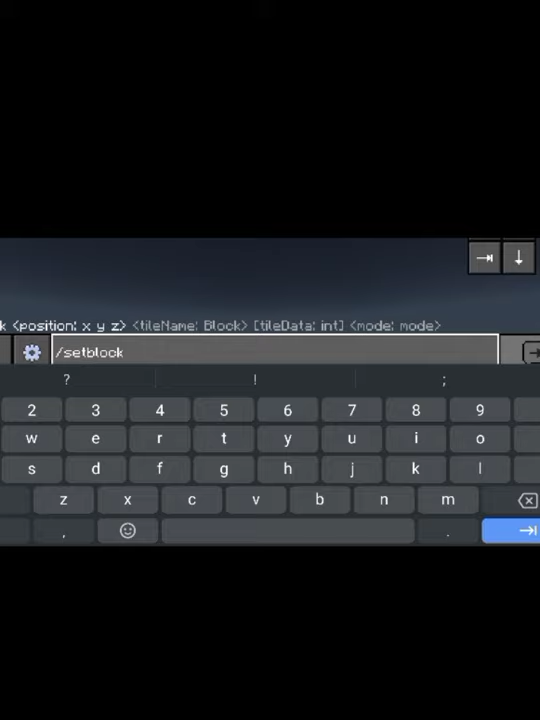 k <position: x y z> <tileName: Block> [tileData: int] <mode: mode>
/setblock
? ! ;
2 3 4 5 6 7 8 9
w e r t y u i o
s d f g h j k l
z x c v b n m
, .